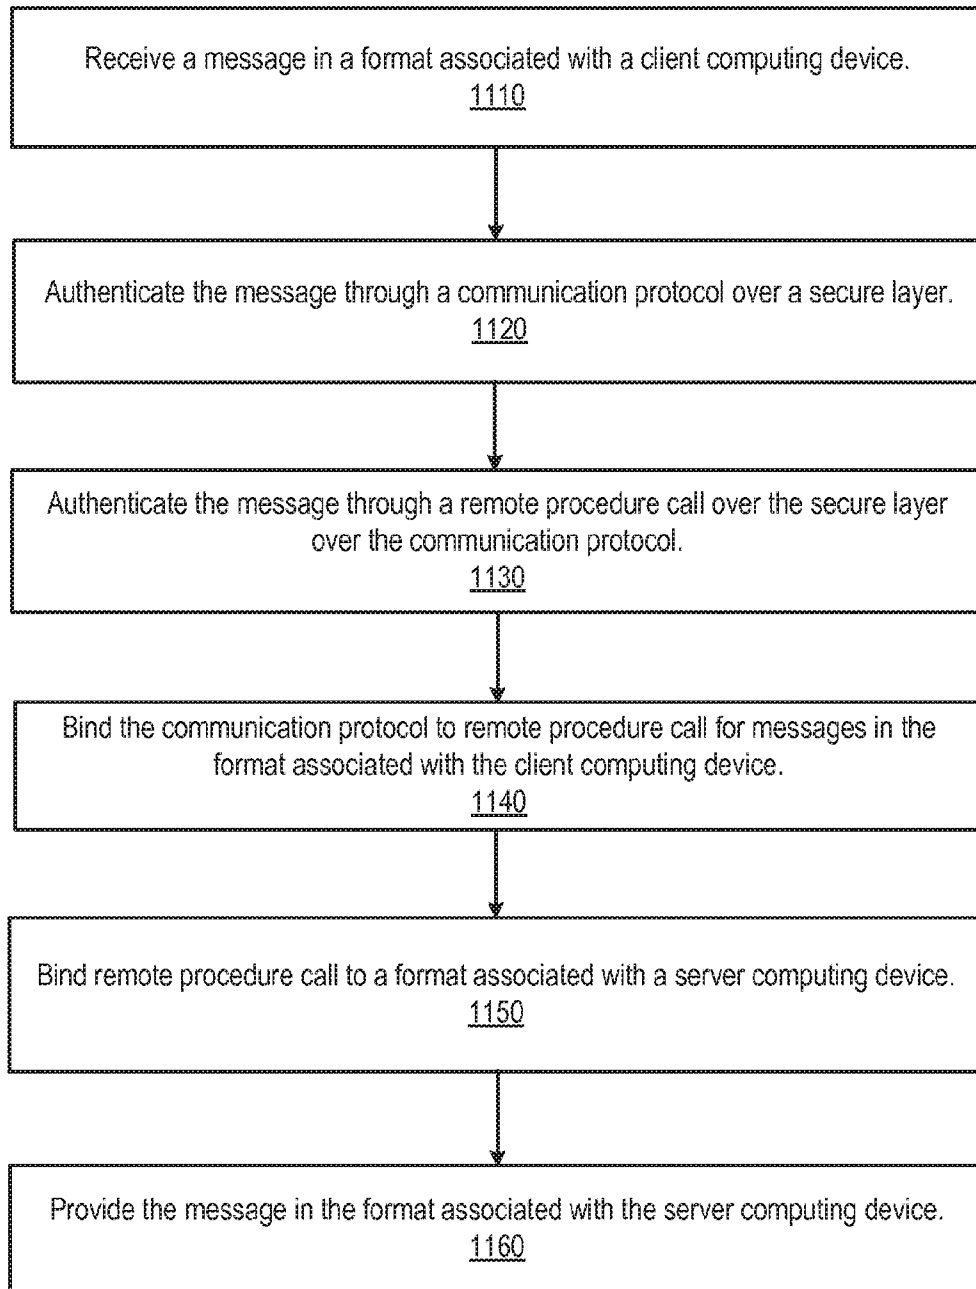 Receive a message in a format associated with a client computing device.
1110
Authenticate the message through a communication protocol over a secure layer.
1120
Authenticate the message through a remote procedure call over the secure layer
over the communication protocol.
1130
Bind the communication protocol to remote procedure call for messages in the
format associated with the client computing device.
1140
Bind remote procedure call to a format associated with a server computing device.
1150
Provide the message in the format associated with the server computing device.
1160